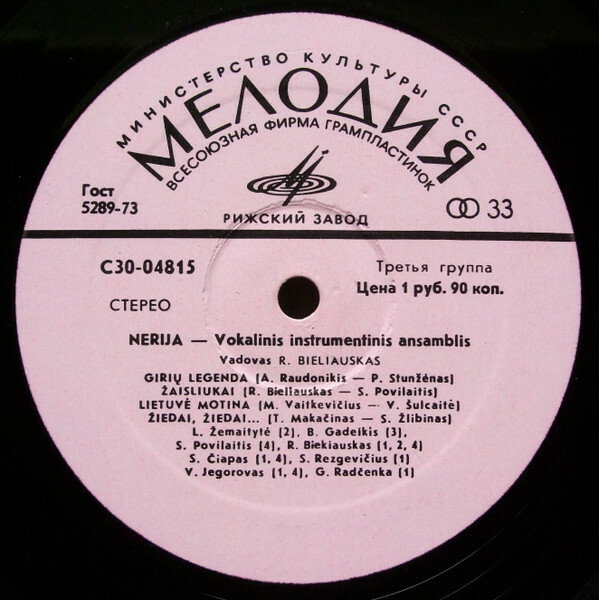 МИНИСТЕРСТВО КУЛЬТУРЫ СССР
МЕЛОДИЯ
ВСЕСОЮЗНАЯ ФИРМА ГРАМПЛАСТИНОК
Гост
5289-73
РИЖСКИЙ ЗАВОД
33
С30-04815
Третья группа
Цена 1 руб. 90 коп.
СТЕРЕО
NERIJA — Vokalinis instrumentinis ansamblis
Vadovas R. BIELIAUSKAS
GIRIŲ LEGENDA (A. Raudonikis — P. Stunžėnas)
ŽAISLIUKAI (R. Bieliauskas — S. Povilaitis)
LIETUVĖ MOTINA (M. Vaitkevičius — V. Šulcaitė)
ŽIEDAI, ŽIEDAI... (T. Makačinas — S. Žlibinas)
L. Žemaitytė (2), B. Gadeikis (3),
S. Povilaitis (4), R. Biekiauskas (1, 2, 4)
S. Čiapas (1, 4), S. Rezgevičius (1)
V. Jegorovas (1, 4), G. Radčenka (1)